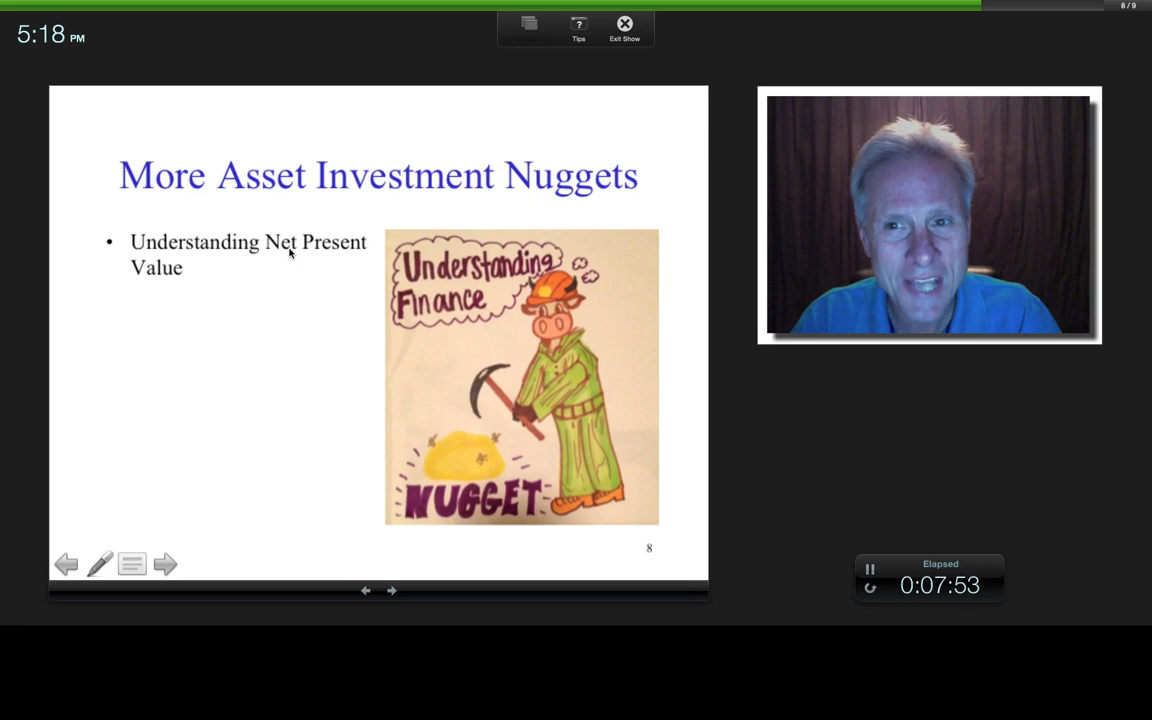 8 / 9
5:18 PM
Tips
Exit Show
More Asset Investment Nuggets
• Understanding Net Present
Value
Understanding
Finance
NUGGET
8
Elapsed
0:07:53